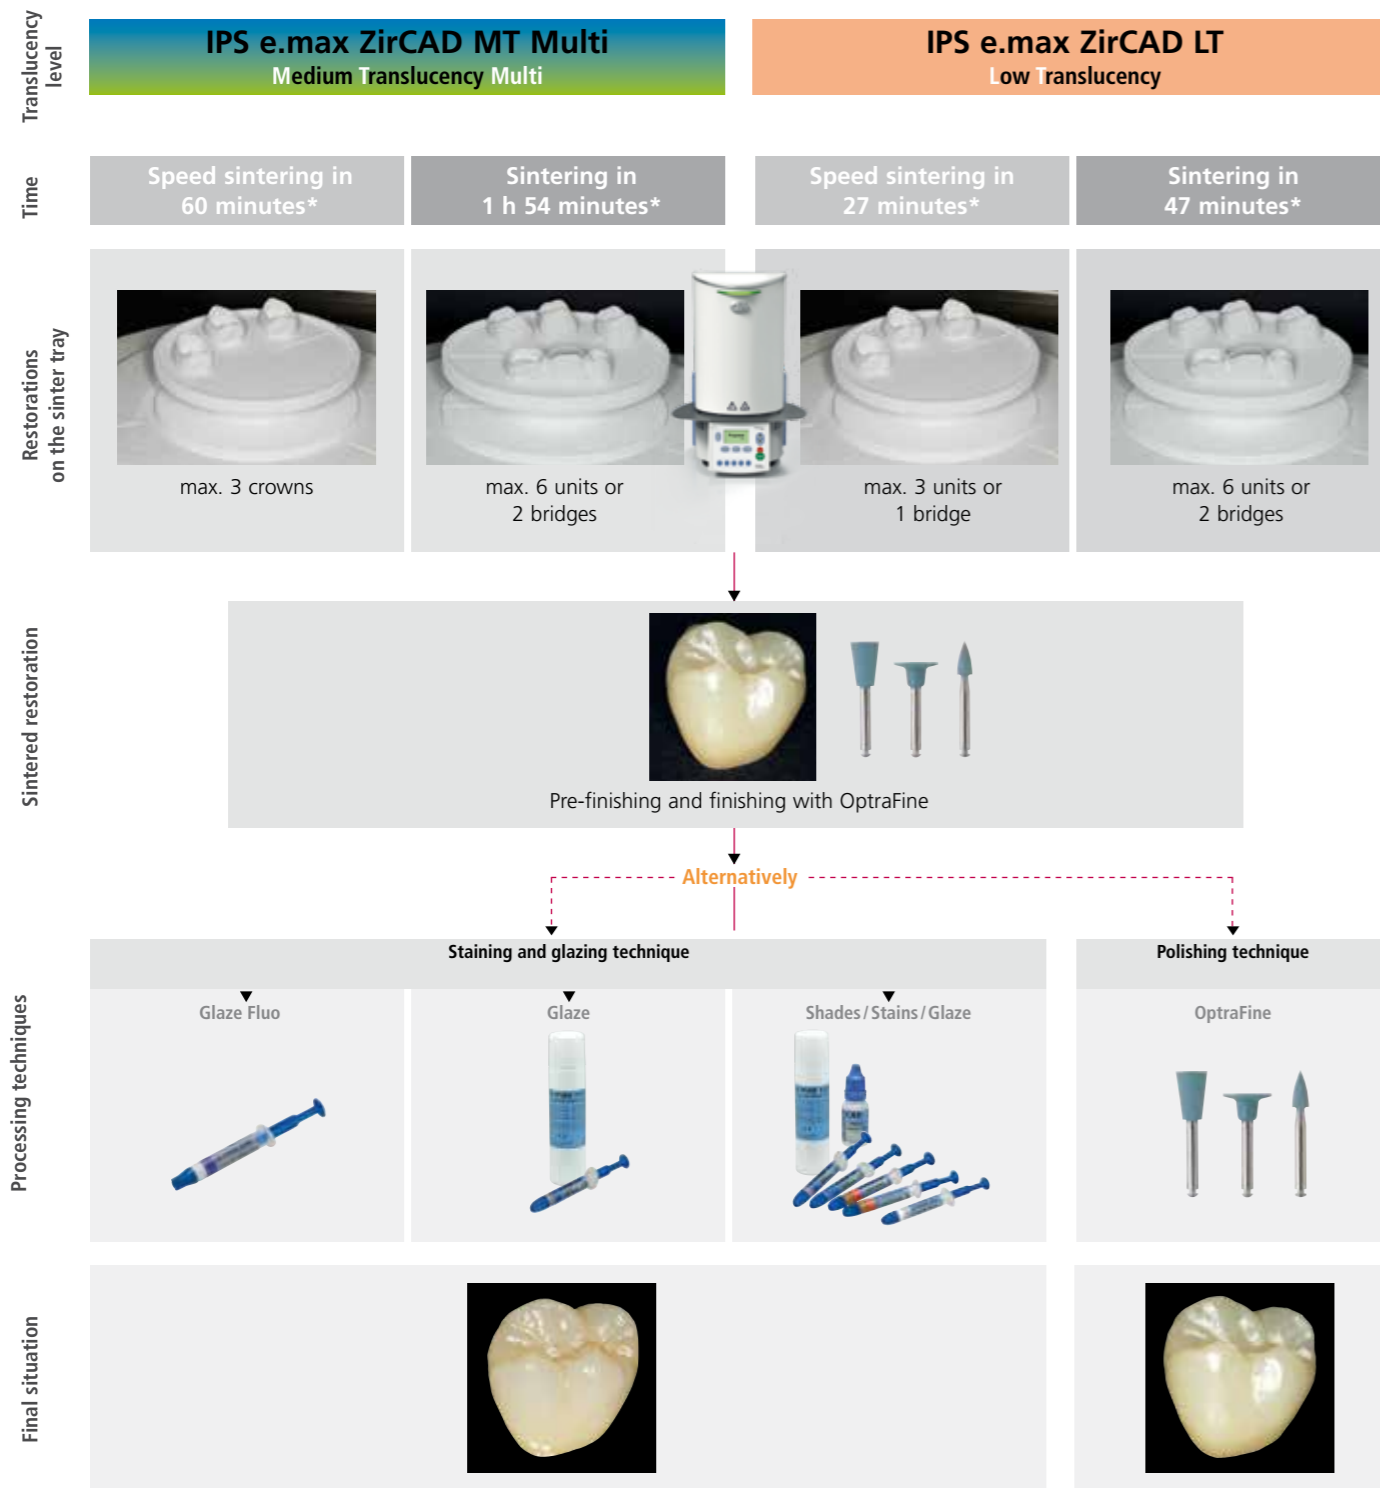 Translucency
level
IPS e.max ZirCAD MT Multi
Medium Translucency Multi
IPS e.max ZirCAD LT
Low Translucency
Time
Speed sintering in
60 minutes*
Sintering in
1 h 54 minutes*
Speed sintering in
27 minutes*
Sintering in
47 minutes*
Restorations
on the sinter tray
max. 3 crowns
max. 6 units or
2 bridges
max. 3 units or
1 bridge
max. 6 units or
2 bridges
Sintered restoration
Pre-finishing and finishing with OptraFine
Alternatively
Processing techniques
Staining and glazing technique
Polishing technique
Glaze Fluo
Glaze
Shades/Stains/Glaze
OptraFine
Final situation